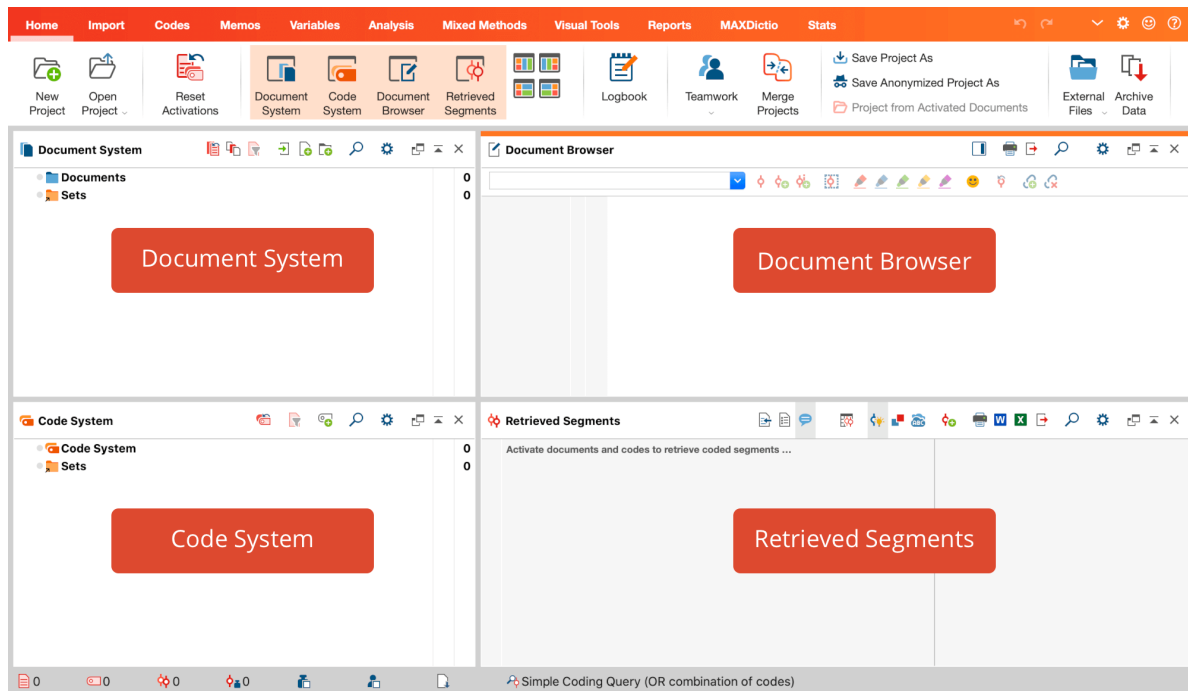 Home Import Codes Memos Variables Analysis Mixed Methods Visual Tools Reports MAXDictio Stats
New Project
Open Project
Reset Activations
Document System
Code System
Document Browser
Retrieved Segments
Logbook
Teamwork
Merge Projects
Save Project As
Save Anonymized Project As
Project from Activated Documents
External Files
Archive Data
Document System
Documents 0
Sets 0
Document System
Document Browser
Document Browser
Code System
Code System 0
Sets 0
Code System
Retrieved Segments
ABC W X
Activate documents and codes to retrieve coded segments ...
Retrieved Segments
0 0 0 0 Simple Coding Query (OR combination of codes)